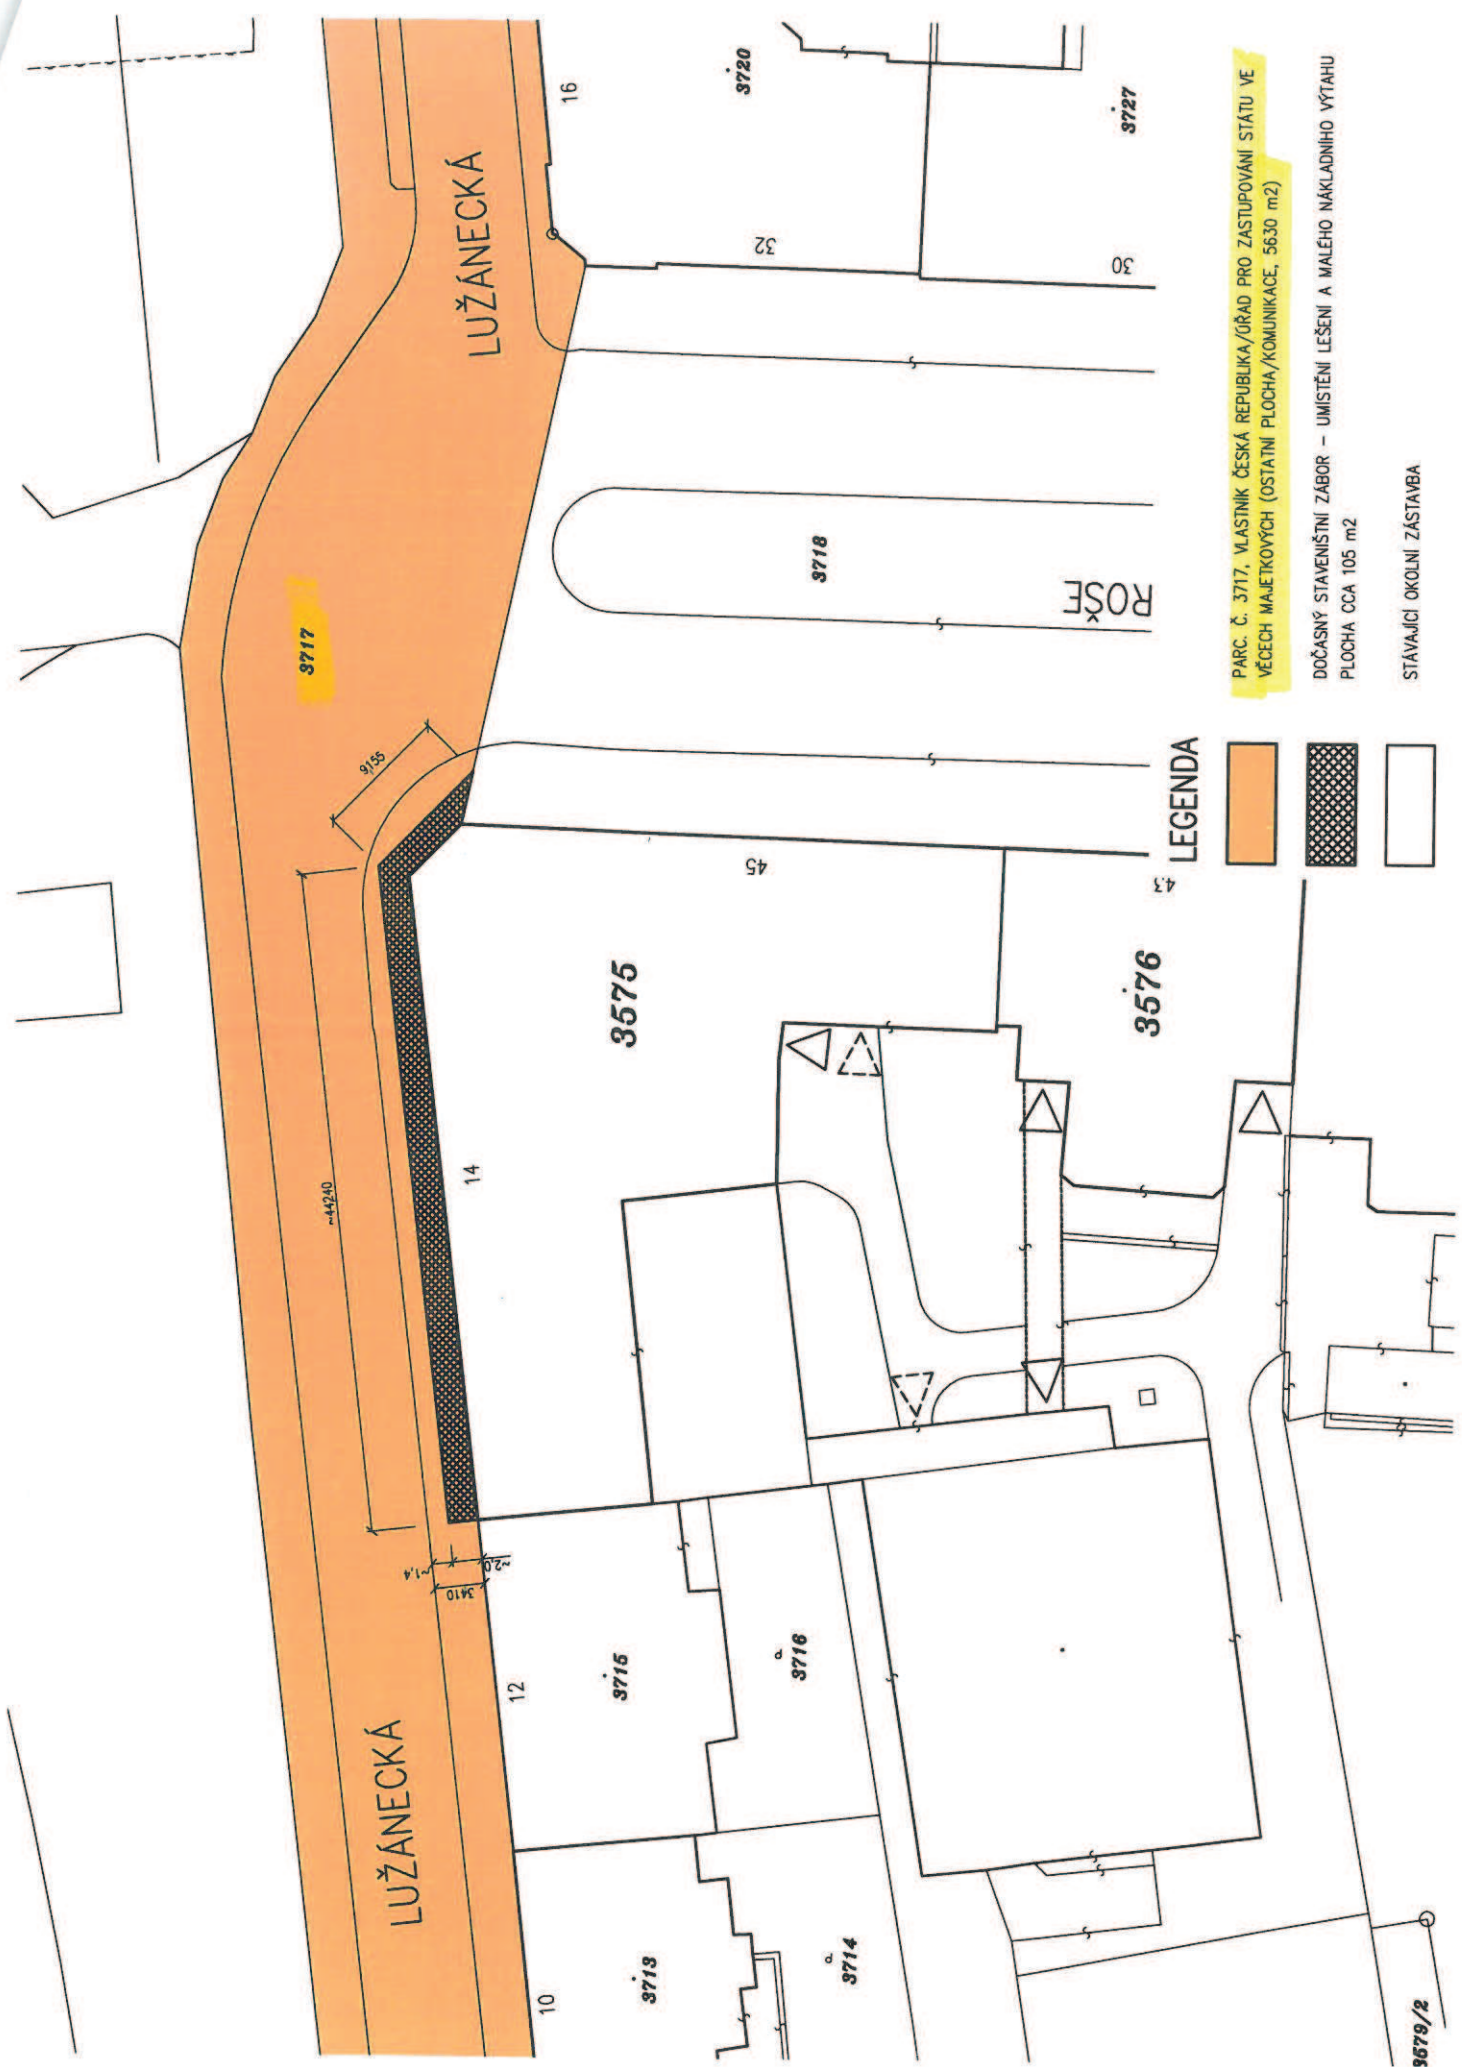 LUŽÁNECKÁ
LUŽÁNECKÁ
3717
9155
~44240
~1,4
~2,0
3410
10
12
14
16
3713
3714
3715
3716
3575
3576
45
43
3718
ROŠE
32
30
3720
3727
3679/2
LEGENDA
PARC. Č. 3717, VLASTNÍK ČESKÁ REPUBLIKA/ÚŘAD PRO ZASTUPOVÁNÍ STÁTU VE
VĚCECH MAJETKOVÝCH (OSTATNÍ PLOCHA/KOMUNIKACE, 5630 m2)
DOČASNÝ STAVENIŠTNÍ ZÁBOR – UMÍSTĚNÍ LEŠENÍ A MALÉHO NÁKLADNÍHO VÝTAHU
PLOCHA CCA 105 m2
STÁVAJÍCÍ OKOLNÍ ZÁSTAVBA